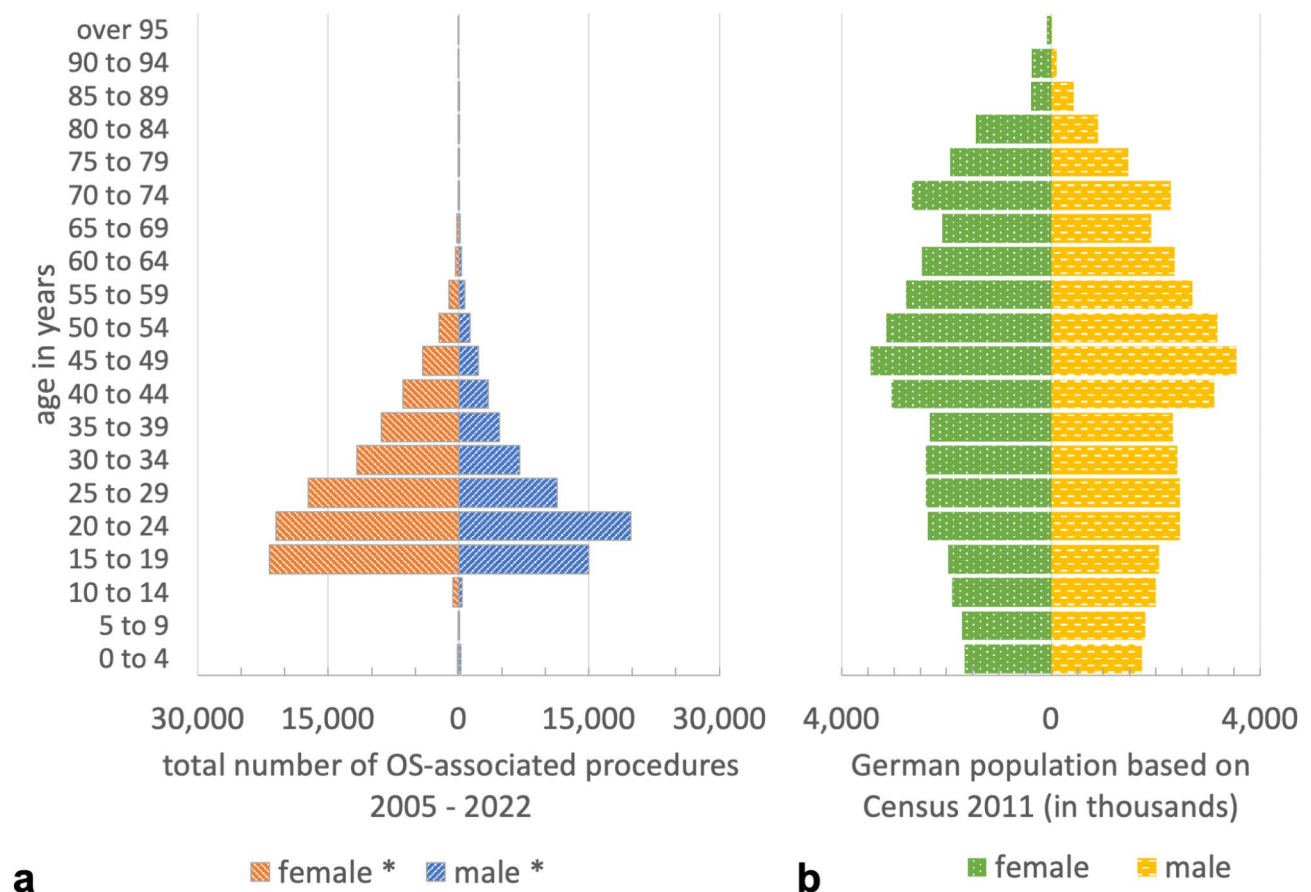 age in years
over 95
90 to 94
85 to 89
80 to 84
75 to 79
70 to 74
65 to 69
60 to 64
55 to 59
50 to 54
45 to 49
40 to 44
35 to 39
30 to 34
25 to 29
20 to 24
15 to 19
10 to 14
5 to 9
0 to 4
30,000 15,000 0 15,000 30,000
total number of OS-associated procedures
2005 - 2022
female * male *
a
4,000 0 4,000
German population based on
Census 2011 (in thousands)
female male
b